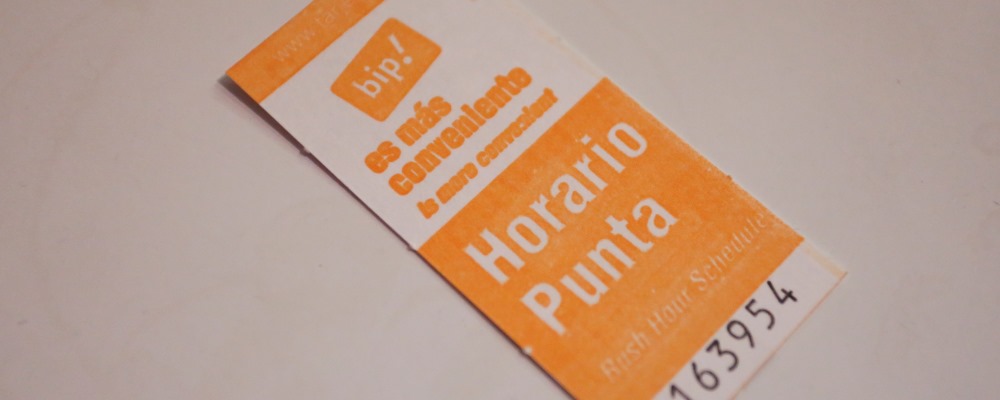 bip!
es más
conveniente
is more convenient
Horario
Punta
Rush Hour Schedule
163954